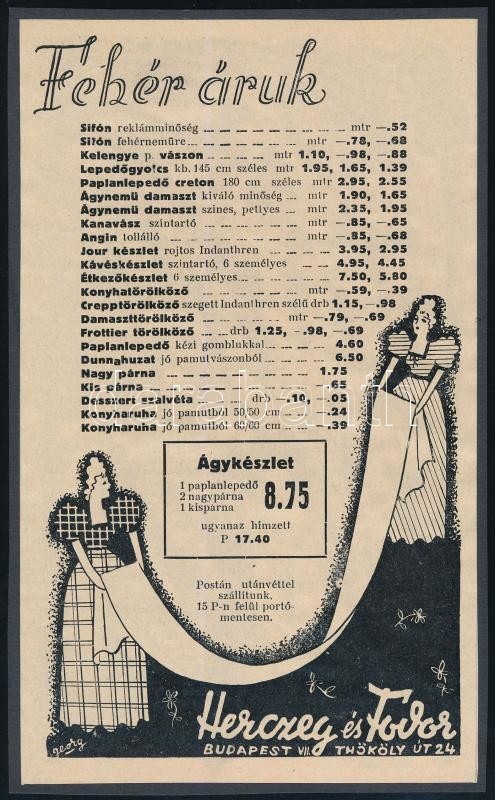 Fehér áruk
Sifón reklámminőség — — — — — — — mtr —.52
Sifón fehérneműre — — — — — mtr —.78, —.68
Kelengye p. vászon — — — mtr 1.10, —.98, —.88
Lepedőgyolcs kb. 145 cm széles mtr 1.95, 1.65, 1.39
Paplanlepedő creton 180 cm széles mtr 2.95, 2.55
Ágynemü damaszt kiváló minőség — mtr 1.90, 1.65
Ágynemü damaszt szines, pettyes — mtr 2.35, 1.95
Kanavász szintartó — — — — — mtr —.85, —.65
Angin tollálló — — — — — — mtr —.85, —.68
Jour készlet rojtos Indanthren — — — 3.95, 2.95
Kávéskészlet szintartó, 6 személyes — 4.95, 4.45
Étkezőkészlet 6 személyes — — — — 7.50, 5.80
Konyhatörölköző — — — — — mtr —.59, —.39
Crepptörölköző szegett Indanthren szélű drb 1.15, —.98
Damaszttörölköző — — — — mtr —.79, —.69
Frottier törölköző — — drb 1.25, —.98, —.69
Paplanlepedő kézi gomblukkal — — — 4.60
Dunnahuzat jó pamutvászonból — — — 6.50
Nagy párna — — — — — — — 1.75
Kis párna — — — — — — — —.65
Desszert szalvéta — — — drb —.10, —.05
Konyharuha jó pamutból 50/50 cm — — —.24
Konyharuha jó pamutból 60/60 cm — — —.39
Ágykészlet
1 paplanlepedő
2 nagypárna 8.75
1 kispárna
ugyanaz hímzett
P 17.40
Postán utánvéttel
szállítunk,
15 P-n felül portó-
mentesen.
Herczeg és Fodor
BUDAPEST VII. THÖKÖLY ÚT 24
georg
darabanth